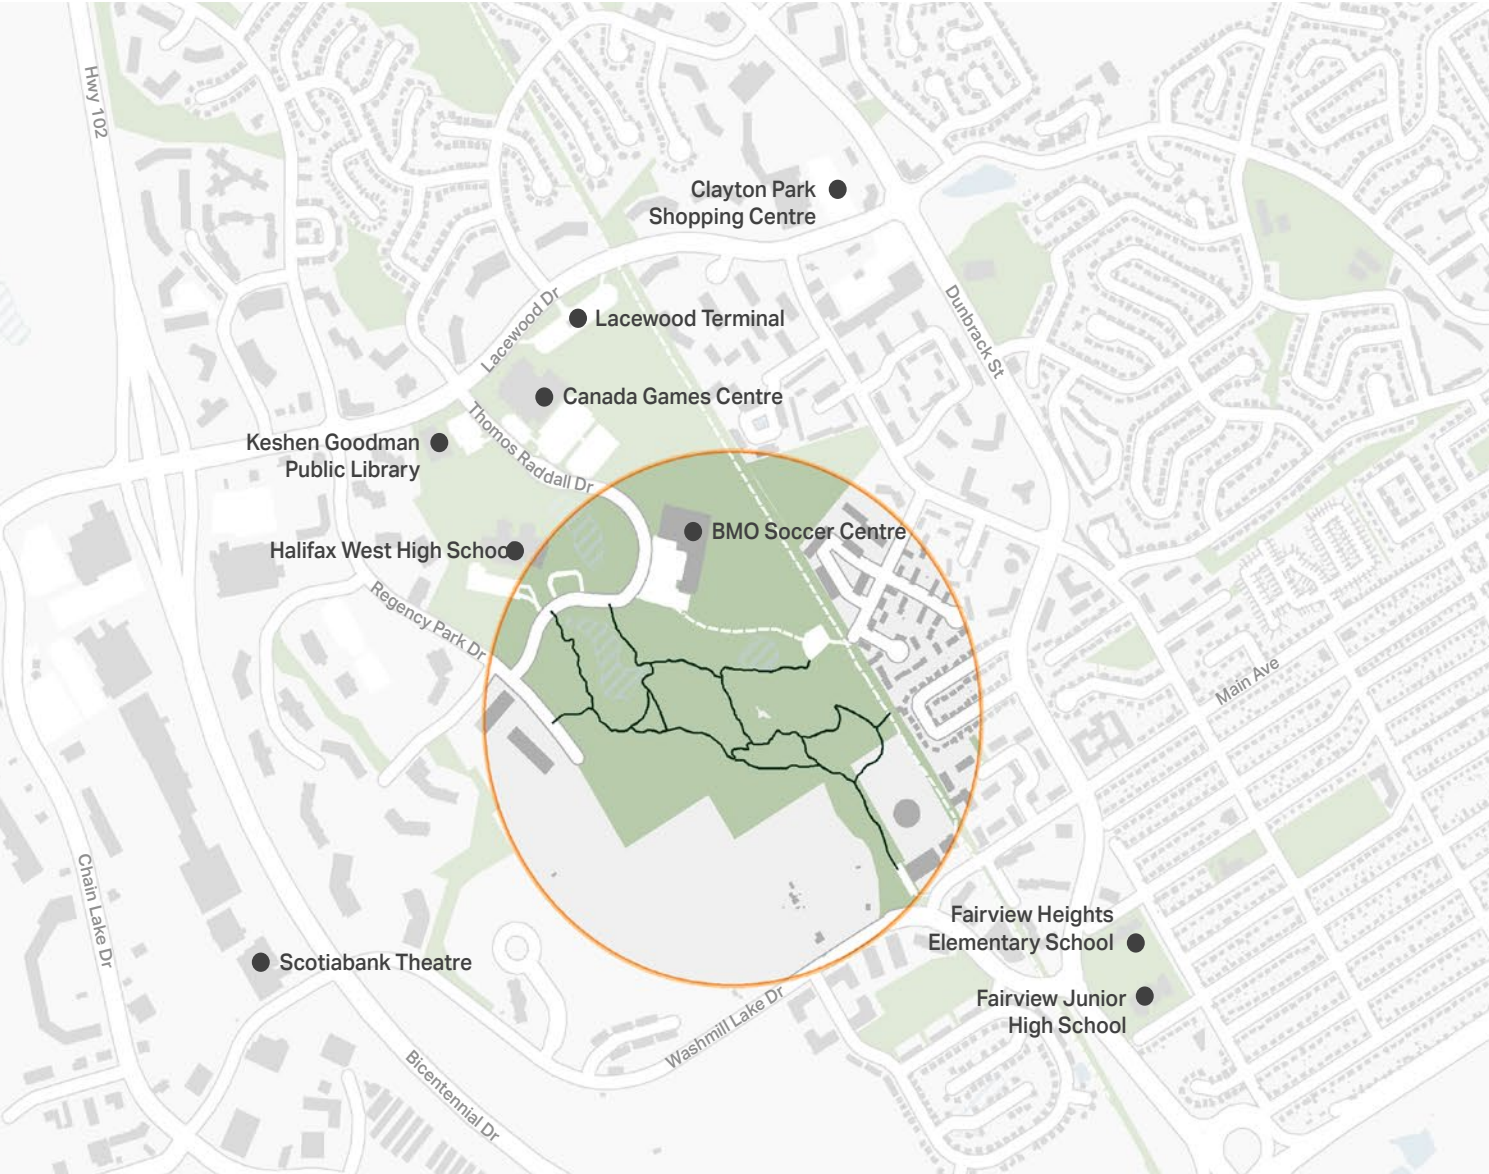 Hwy 102
Clayton Park
Shopping Centre
Lacewood Dr
Lacewood Terminal
Dunbrack St
Canada Games Centre
Keshen Goodman
Public Library
Thomos Raddall Dr
BMO Soccer Centre
Halifax West High Schoo
Regency Park Dr
Main Ave
Chain Lake Dr
Fairview Heights
Elementary School
Scotiabank Theatre
Fairview Junior
High School
Washmill Lake Dr
Bicentennial Dr